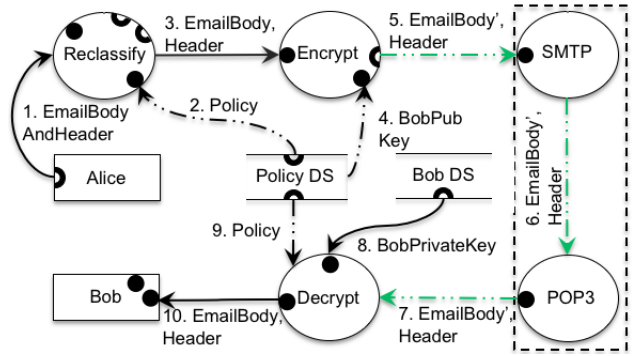 3. EmailBody,
Header
5. EmailBody’,
Header
Reclassify
Encrypt
SMTP
1. EmailBody
AndHeader
2. Policy
4. BobPub
Key
Alice
Policy DS
Bob DS
6. EmailBody’,
Header
9. Policy
8. BobPrivateKey
Bob
Decrypt
POP3
10. EmailBody,
Header
7. EmailBody’,
Header